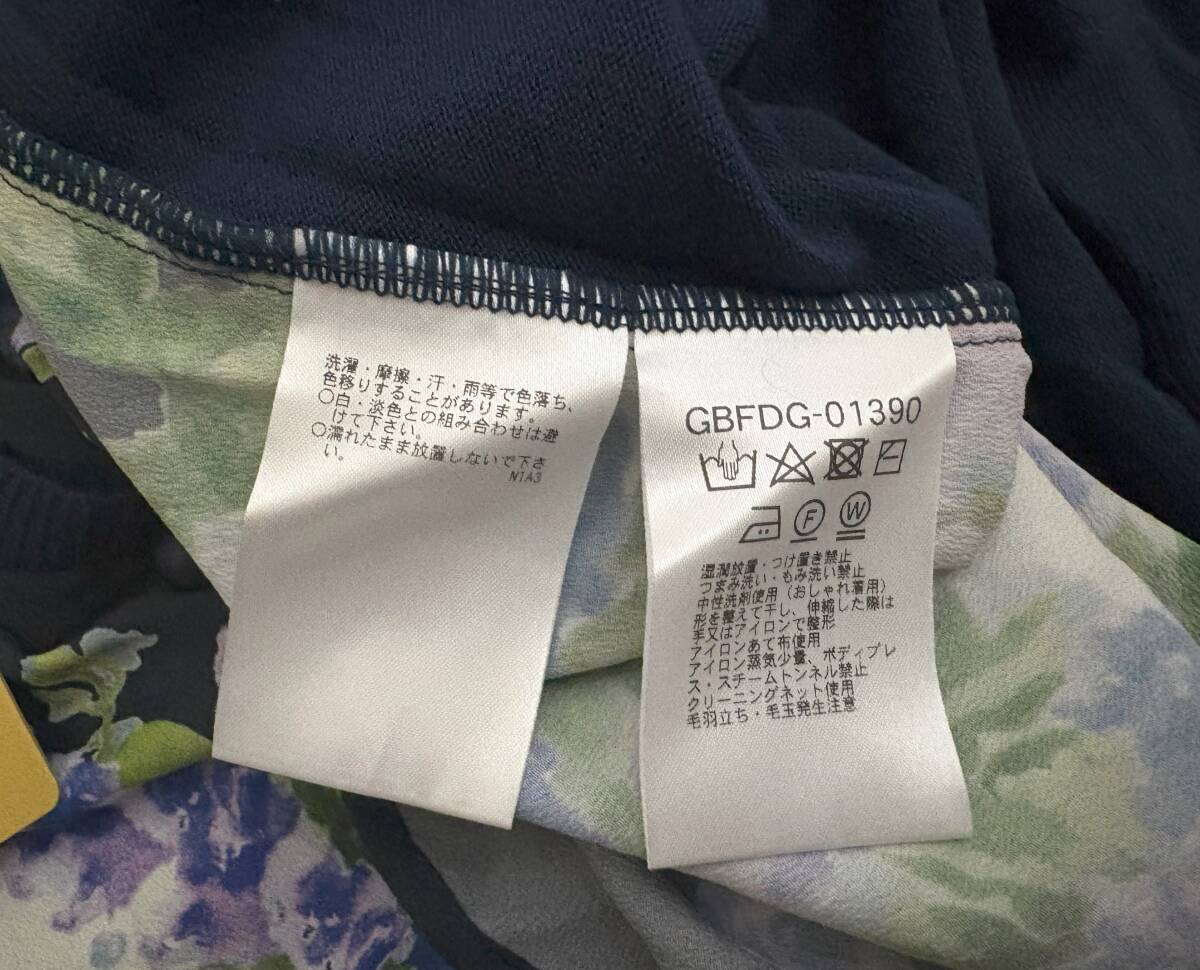 洗濯・摩擦・汗・雨等で色落ち、
色移りすることがあります。
○白・淡色との組み合わせは避
けて下さい。
○濡れたまま放置しないで下さ
い。
N1A3
GBFDG-01390
F W
湿潤放置・つけ置き禁止
つまみ洗い・もみ洗い禁止
中性洗剤使用（おしゃれ着用）
形を整えて干し、伸縮した際は
手又はアイロンで整形
アイロンあて布使用
アイロン蒸気少量、ボディプレ
ス・スチームトンネル禁止
クリーニングネット使用
毛羽立ち・毛玉発生注意